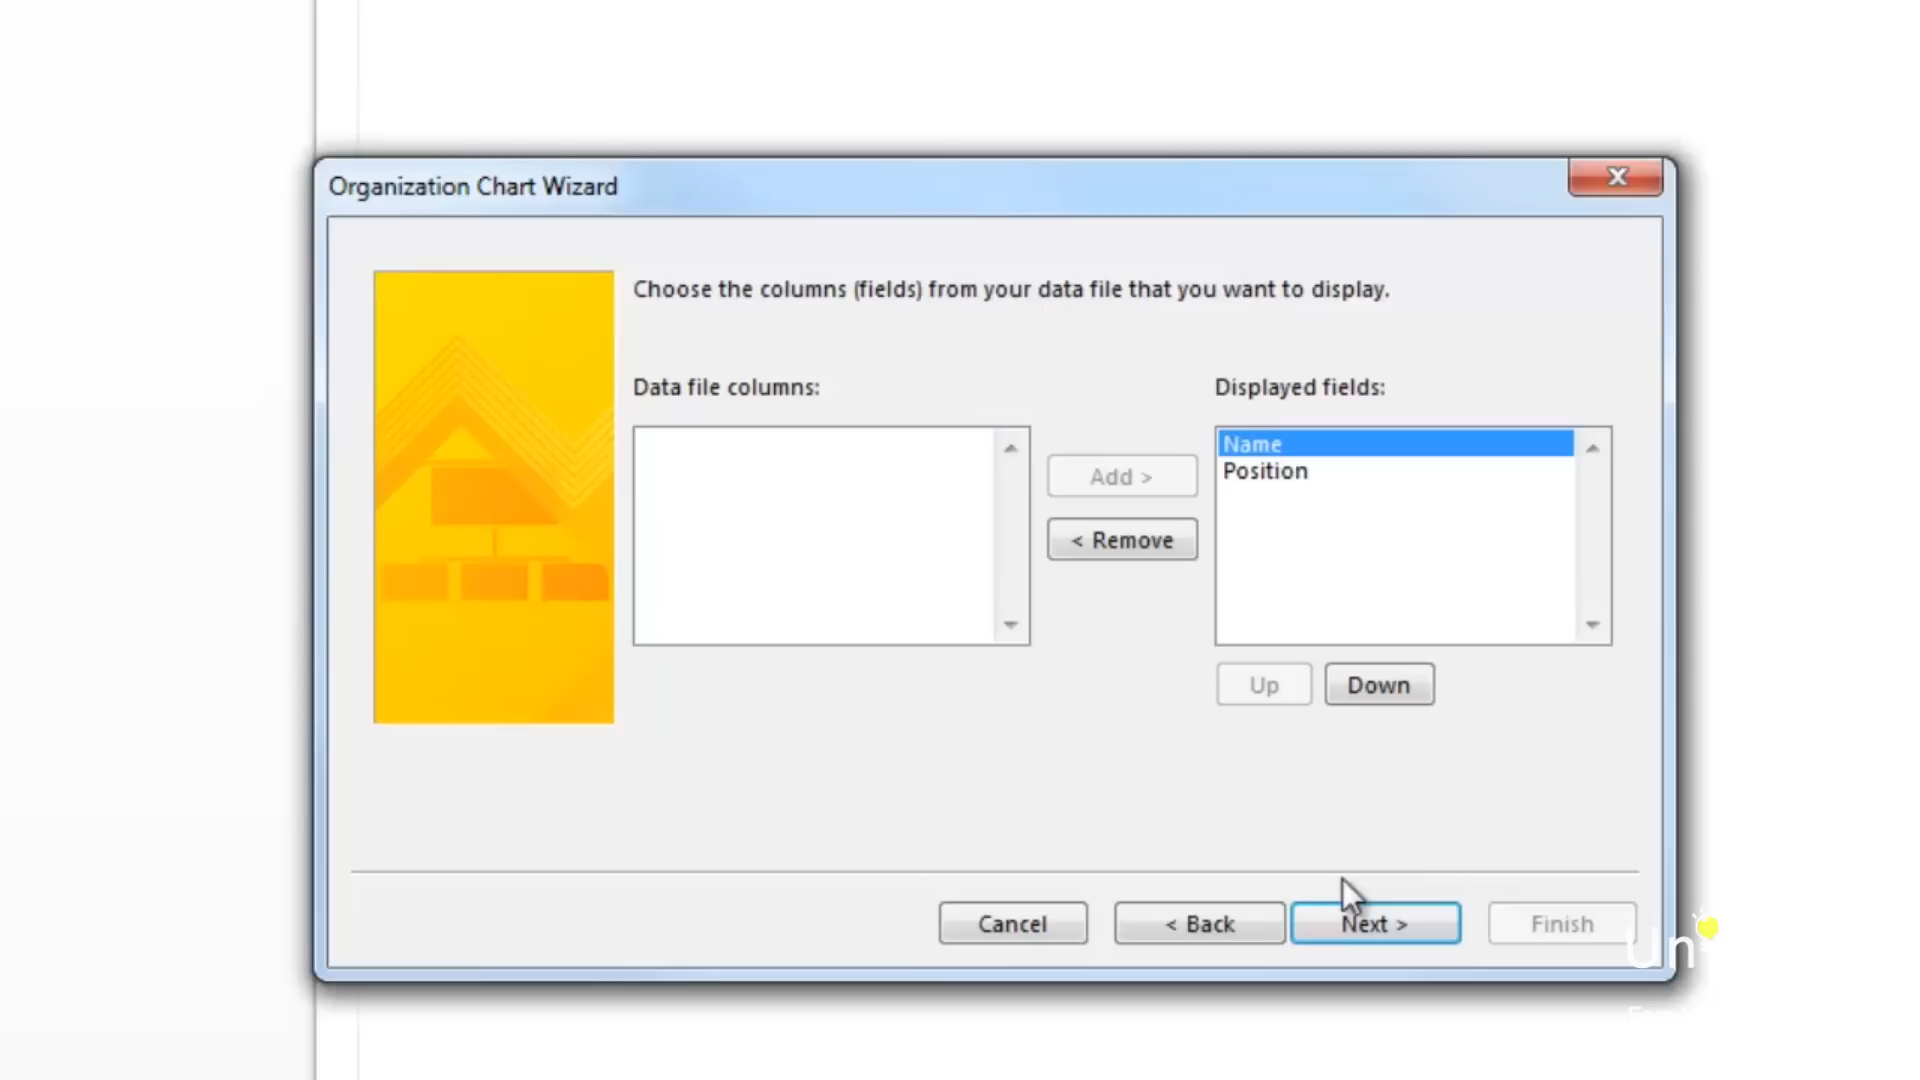 Organization Chart Wizard
X
Choose the columns (fields) from your data file that you want to display.
Data file columns:
Displayed fields:
Name
Position
Add >
< Remove
Up
Down
Cancel
< Back
Next >
Finish
Un